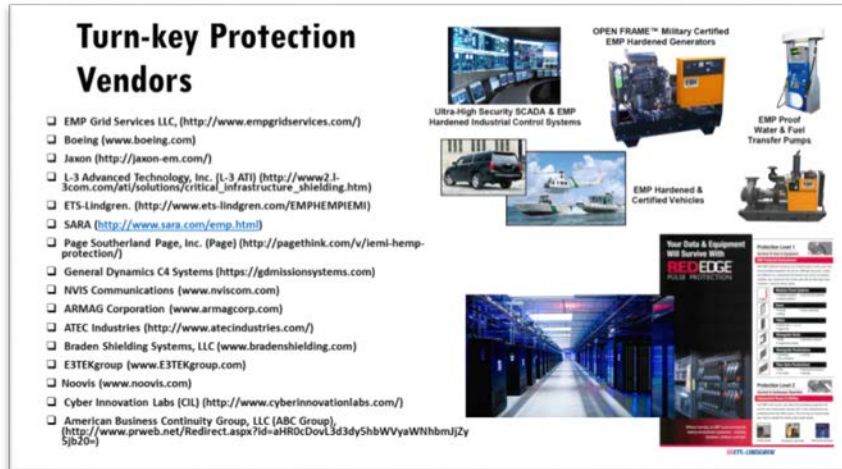 Turn-key Protection
Vendors
❑ EMP Grid Services LLC, (http://www.empgridservices.com/)
❑ Boeing (www.boeing.com)
❑ Jaxon (http://jaxon-em.com/)
❑ L-3 Advanced Technology, Inc. (L-3 ATI) (http://www2.l-
3com.com/ati/solutions/critical_infrastructure_shielding.htm)
❑ ETS-Lindgren. (http://www.ets-lindgren.com/EMPHEMPIEMI)
❑ SARA (http://www.sara.com/emp.html)
❑ Page Southerland Page, Inc. (Page) (http://pagethink.com/v/iemi-hemp-
protection/)
❑ General Dynamics C4 Systems (https://gdmissionsystems.com)
❑ NVIS Communications (www.nviscom.com)
❑ ARMAG Corporation (www.armagcorp.com)
❑ ATEC Industries (http://www.atecindustries.com/)
❑ Braden Shielding Systems, LLC (www.bradenshielding.com)
❑ E3TEKgroup (www.E3TEKgroup.com)
❑ Noovis (www.noovis.com)
❑ Cyber Innovation Labs (CIL) (http://www.cyberinnovationlabs.com/)
❑ American Business Continuity Group, LLC (ABC Group),
(http://www.prweb.net/Redirect.aspx?id=
OPEN FRAME™ Military Certified
EMP Hardened Generators
Ultra-High Security SCADA & EMP
Hardened Industrial Control Systems
EMP Proof
Water & Fuel
Transfer Pumps
EMP Hardened &
Certified Vehicles
Your Data & Equipment
Will Survive With
REDEDGE
PULSE PROTECTION
Protection Level 1
Protection Level 2
ETS-LINDGREN